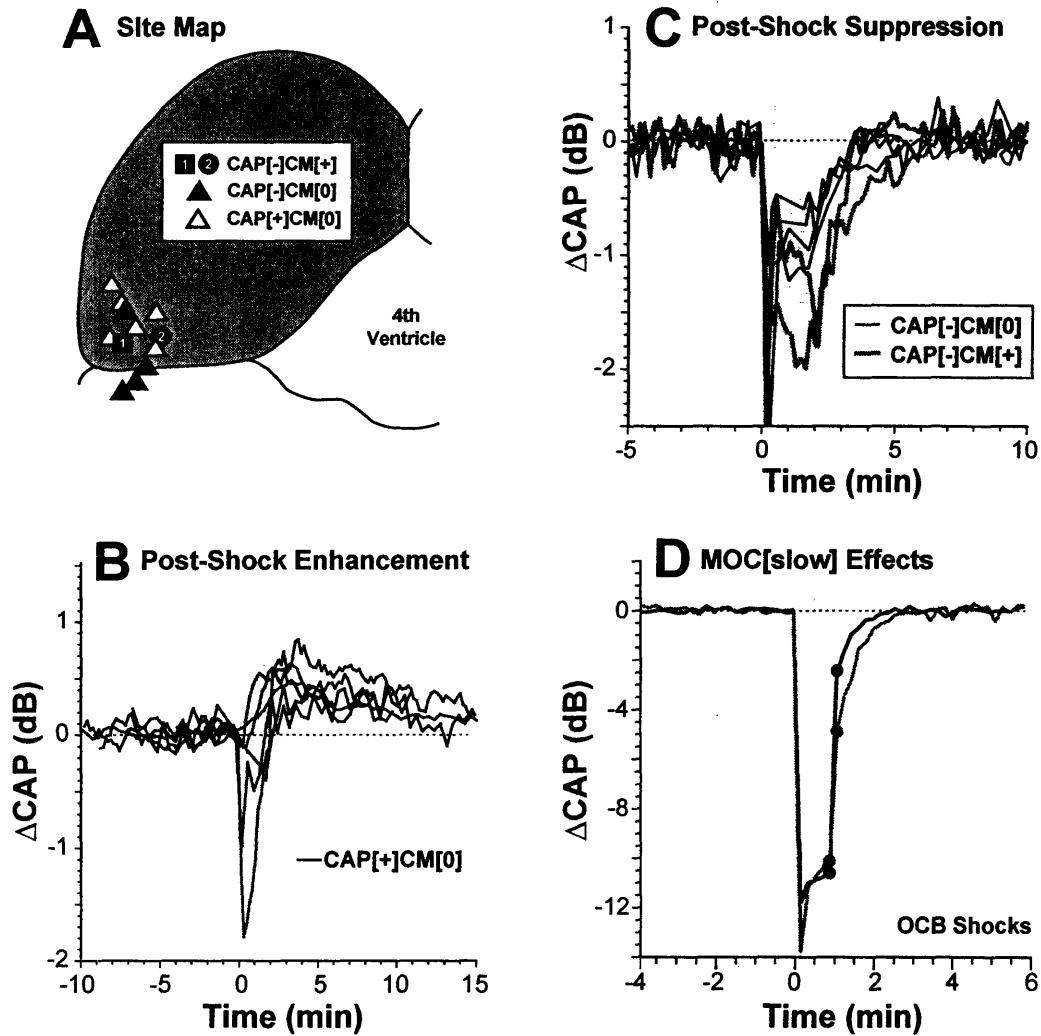 A Site Map
1 2 CAP[-]CM[+]
CAP[-]CM[0]
CAP[+]CM[0]
1
2
4th
Ventricle
C Post-Shock Suppression
1
0
-1
-2
ΔCAP (dB)
CAP[-]CM[0]
CAP[-]CM[+]
-5 0 5 10
Time (min)
B Post-Shock Enhancement
1
0
-1
-2
ΔCAP (dB)
CAP[+]CM[0]
-10 -5 0 5 10 15
Time (min)
D MOC[slow] Effects
0
-4
-8
-12
ΔCAP (dB)
OCB Shocks
-4 -2 0 2 4 6
Time (min)